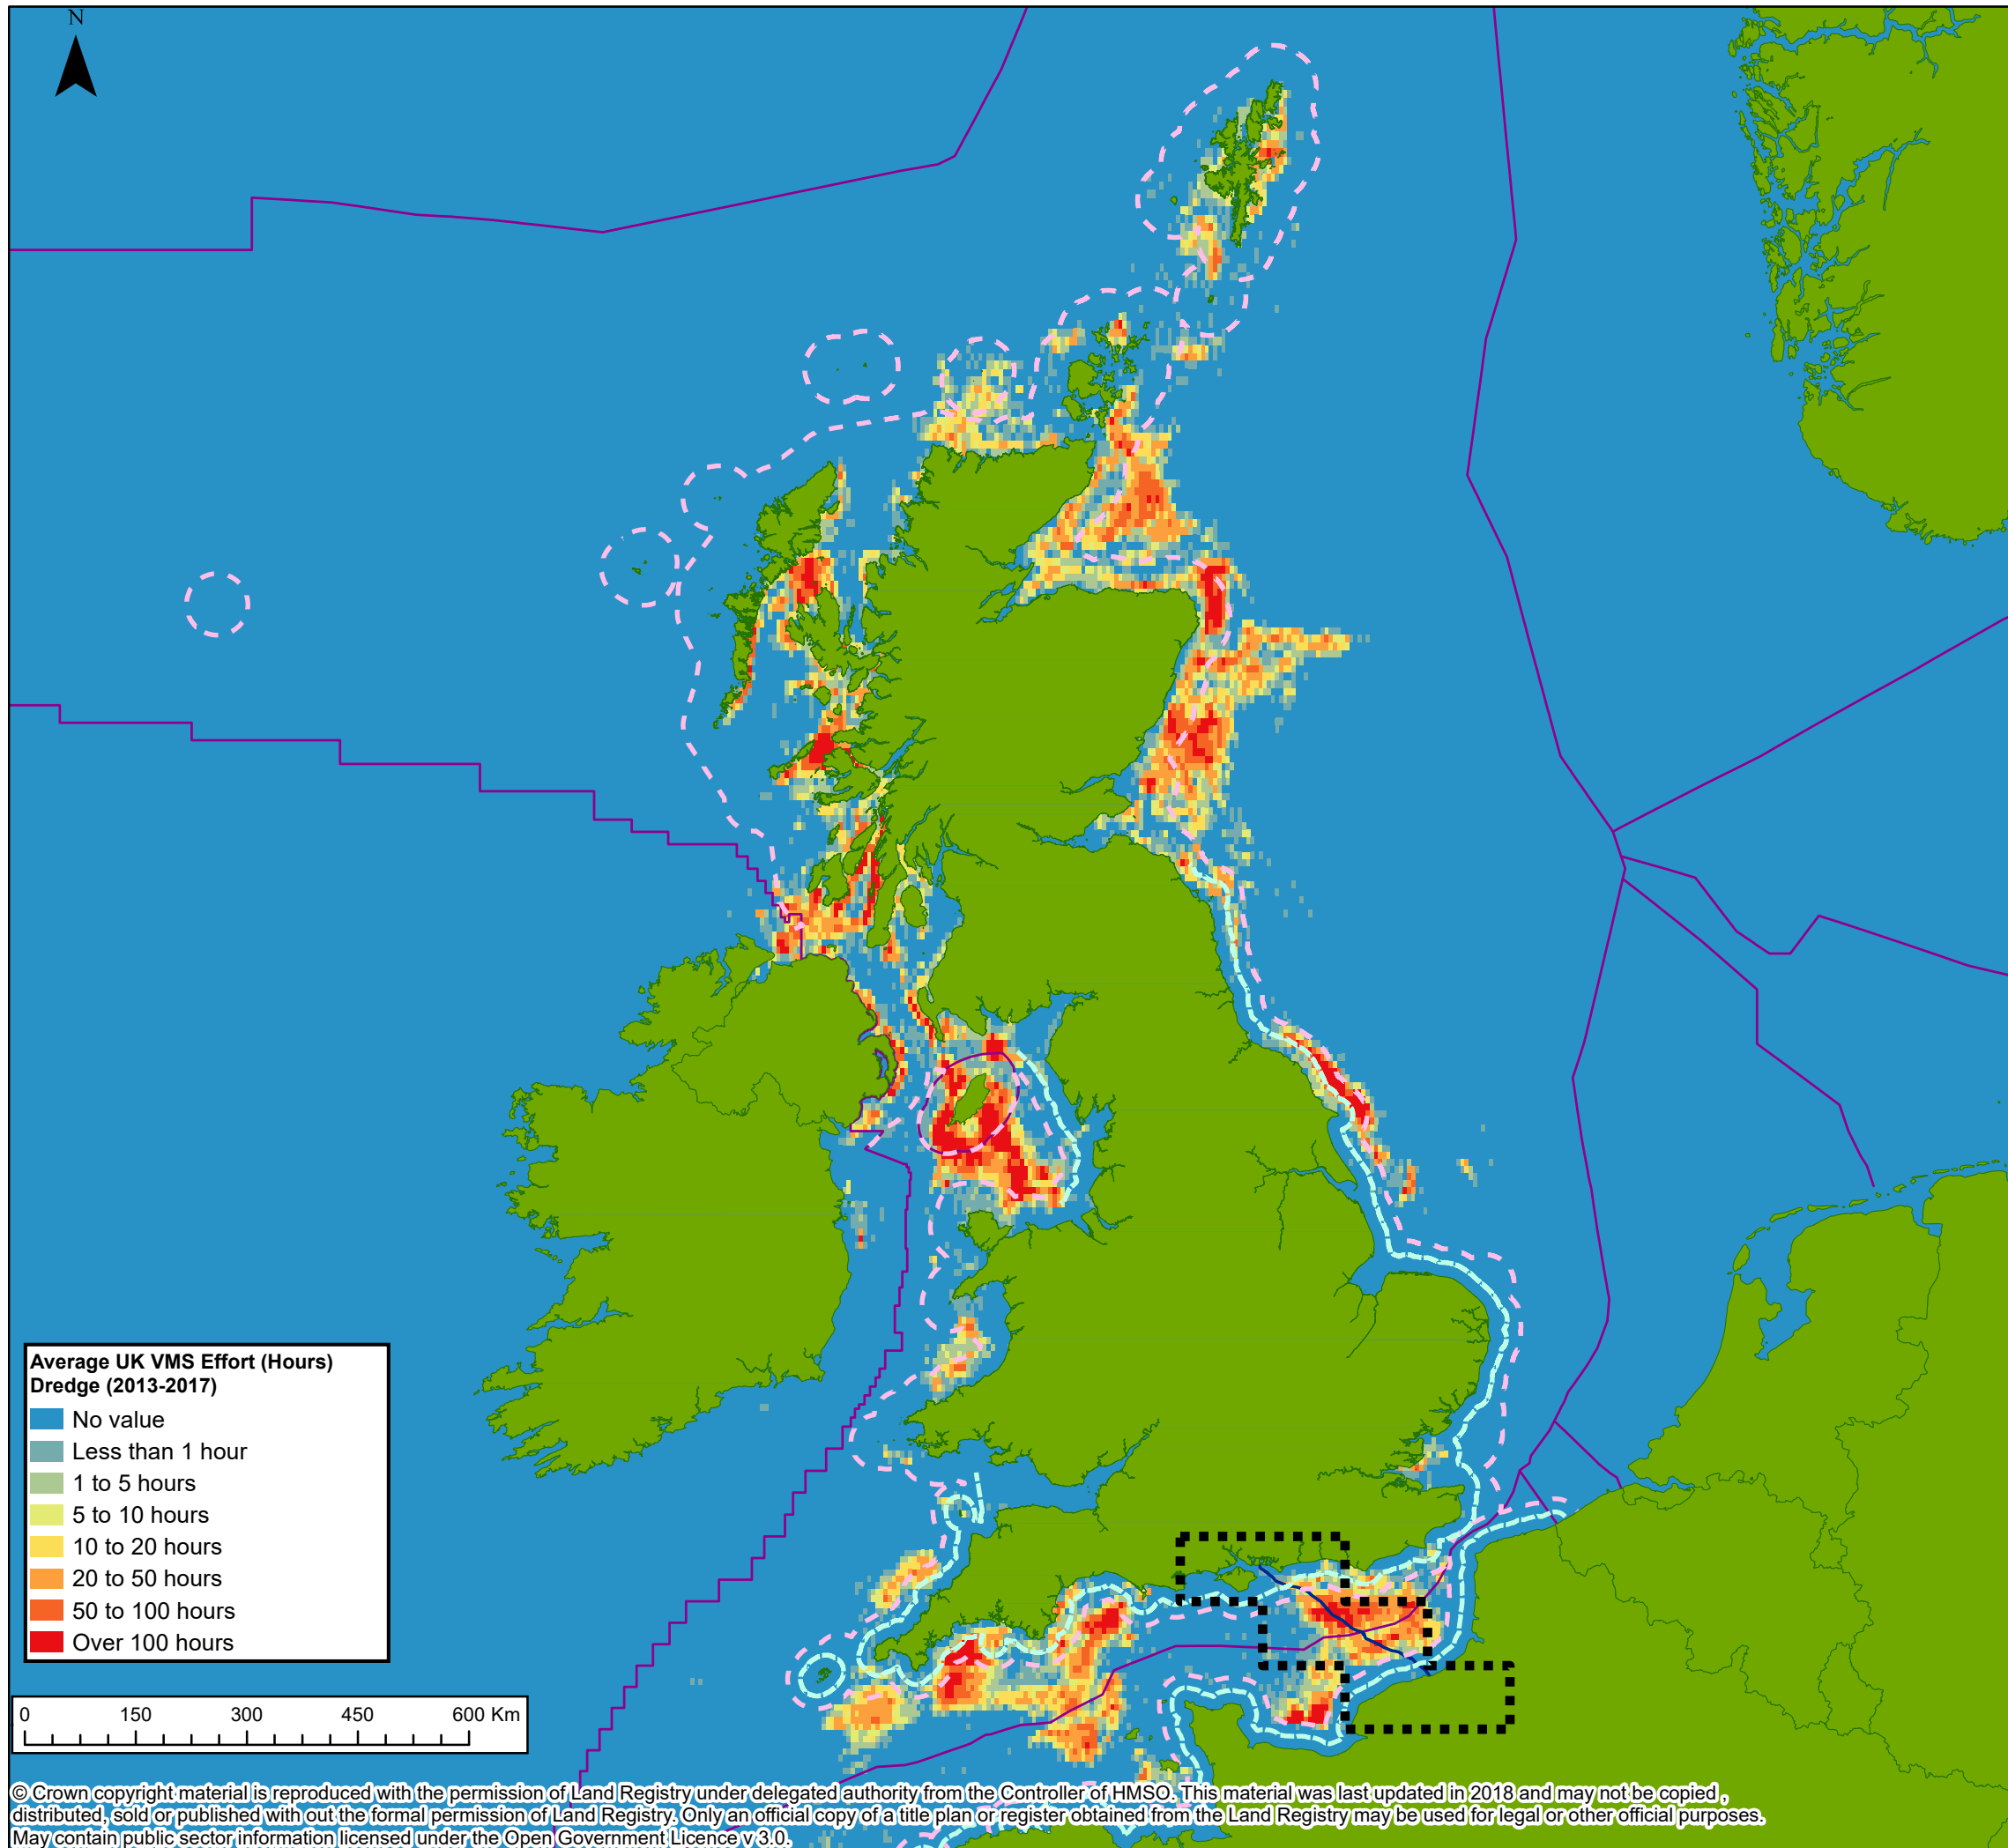 N
Average UK VMS Effort (Hours)
Dredge (2013-2017)
No value
Less than 1 hour
1 to 5 hours
5 to 10 hours
10 to 20 hours
20 to 50 hours
50 to 100 hours
Over 100 hours
0 150 300 450 600 Km
© Crown copyright material is reproduced with the permission of Land Registry under delegated authority from the Controller of HMSO. This material was last updated in 2018 and may not be copied ,
distributed, sold or published with out the formal permission of Land Registry. Only an official copy of a title plan or register obtained from the Land Registry may be used for legal or other official purposes.
May contain public sector information licensed under the Open Government Licence v 3.0.